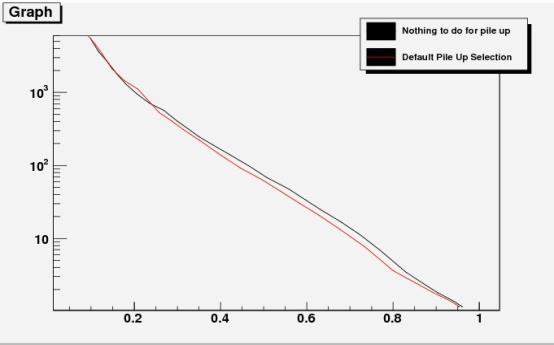 Graph
Nothing to do for pile up
Default Pile Up Selection
10³
10²
10
0.2 0.4 0.6 0.8 1